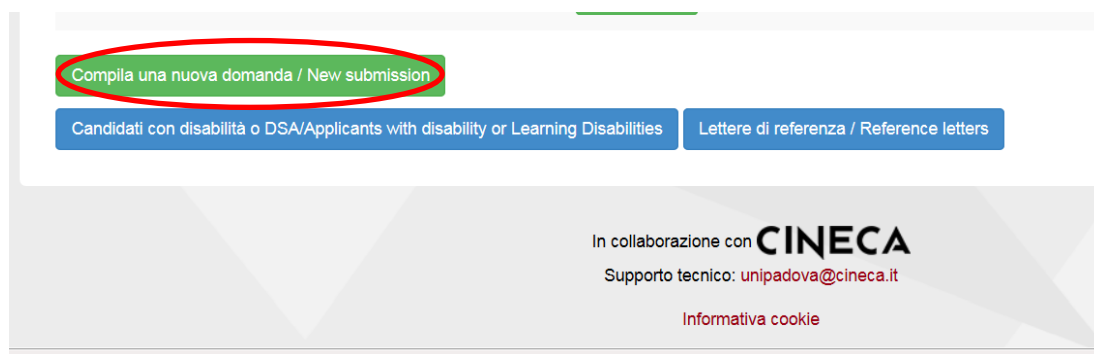 Compila una nuova domanda / New submission
Candidati con disabilità o DSA/Applicants with disability or Learning Disabilities
Lettere di referenza / Reference letters
In collaborazione con CINECA
Supporto tecnico: unipadova@cineca.it
Informativa cookie